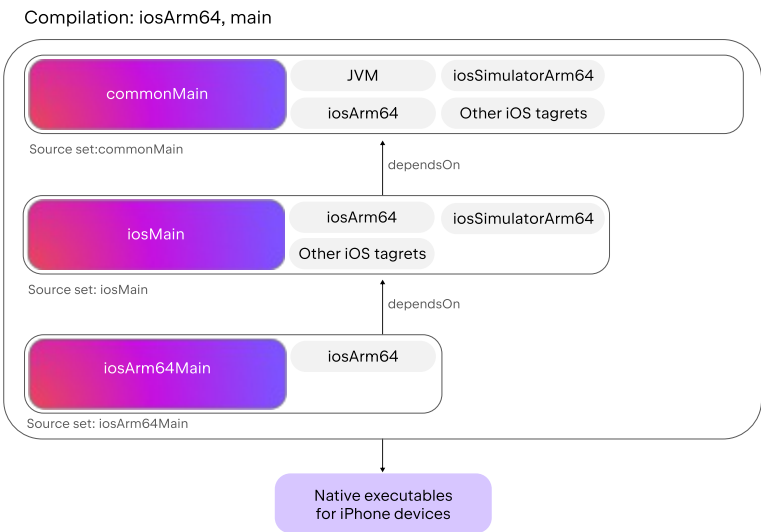 Compilation: iosArm64, main
commonMain
JVM
iosSimulatorArm64
iosArm64
Other iOS tagrets
Source set:commonMain
dependsOn
iosMain
iosArm64
iosSimulatorArm64
Other iOS tagrets
Source set: iosMain
dependsOn
iosArm64Main
iosArm64
Source set: iosArm64Main
Native executables
for iPhone devices